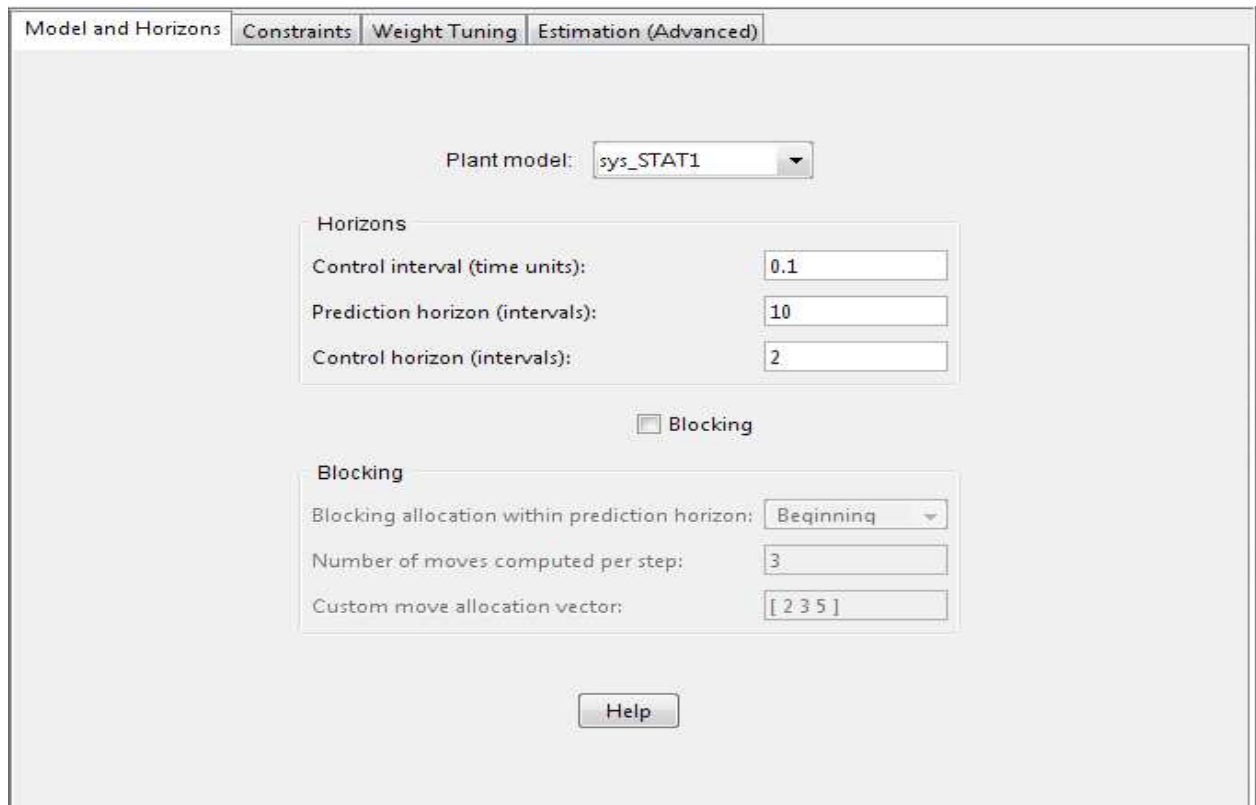 Model and Horizons Constraints Weight Tuning Estimation (Advanced)
Plant model: sys_STAT1
Horizons
Control interval (time units): 0.1
Prediction horizon (intervals): 10
Control horizon (intervals): 2
Blocking
Blocking
Blocking allocation within prediction horizon: Beginning
Number of moves computed per step: 3
Custom move allocation vector: [ 2 3 5 ]
Help